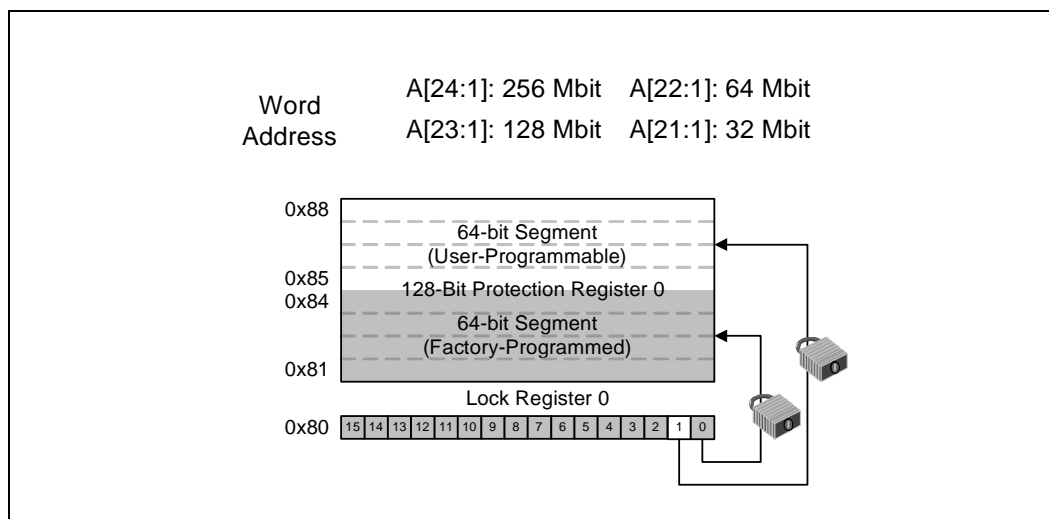 Word
Address
A[24:1]: 256 Mbit A[22:1]: 64 Mbit
A[23:1]: 128 Mbit A[21:1]: 32 Mbit
0x88
64-bit Segment
(User-Programmable)
0x85
128-Bit Protection Register 0
0x84
64-bit Segment
(Factory-Programmed)
0x81
Lock Register 0
0x80 15 14 13 12 11 10 9 8 7 6 5 4 3 2 1 0